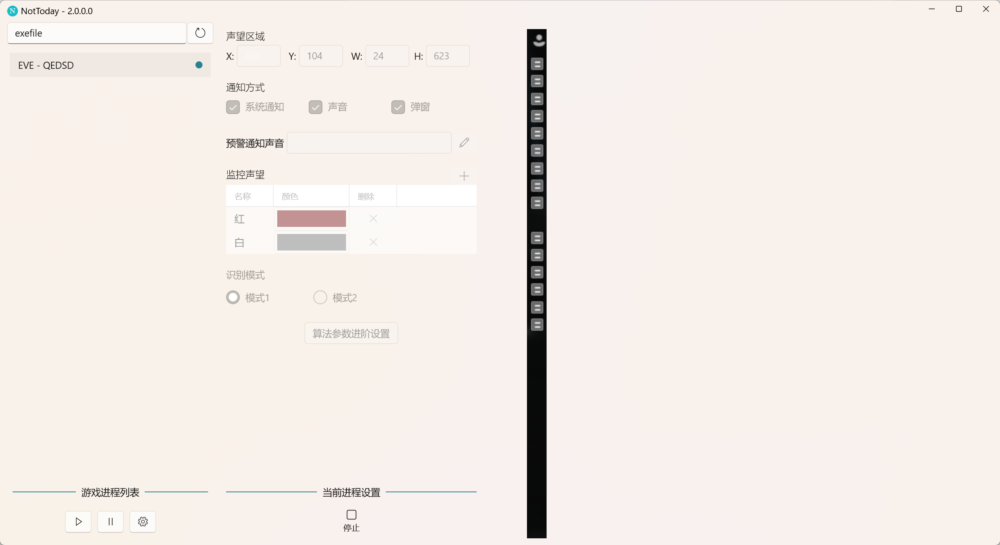 NotToday - 2.0.0.0
exefile
EVE - QEDSD
声望区域
X: 466 Y: 104 W: 24 H: 623
通知方式
系统通知 声音 弹窗
预警通知声音
监控声望
名称 颜色 删除
红
白
识别模式
模式1 模式2
算法参数进阶设置
游戏进程列表
当前进程设置
停止